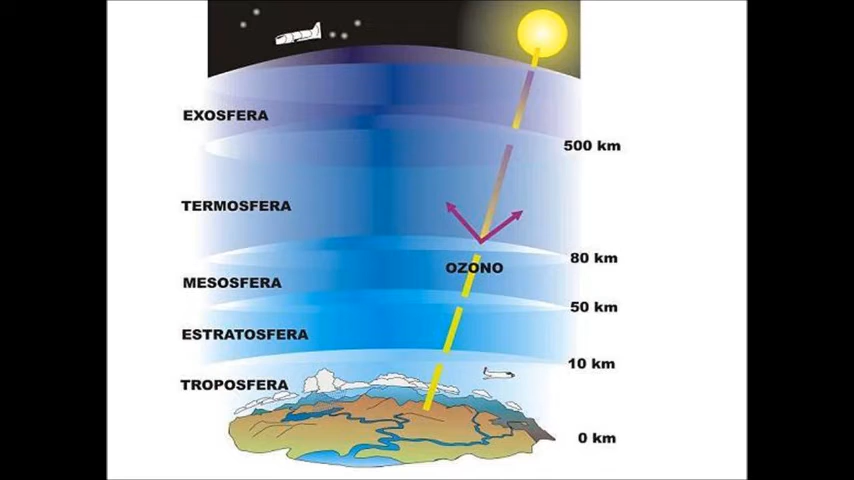 EXOSFERA
500 km
TERMOSFERA
80 km
OZONO
MESOSFERA
50 km
ESTRATOSFERA
10 km
TROPOSFERA
0 km